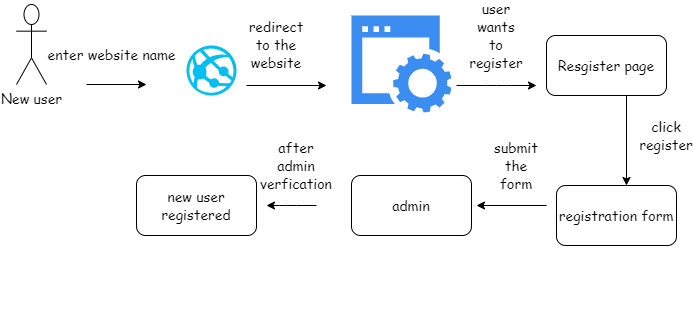 New user
enter website name
redirect
to the
website
user
wants
to
register
Resgister page
click
register
registration form
submit
the
form
admin
after
admin
verfication
new user
registered